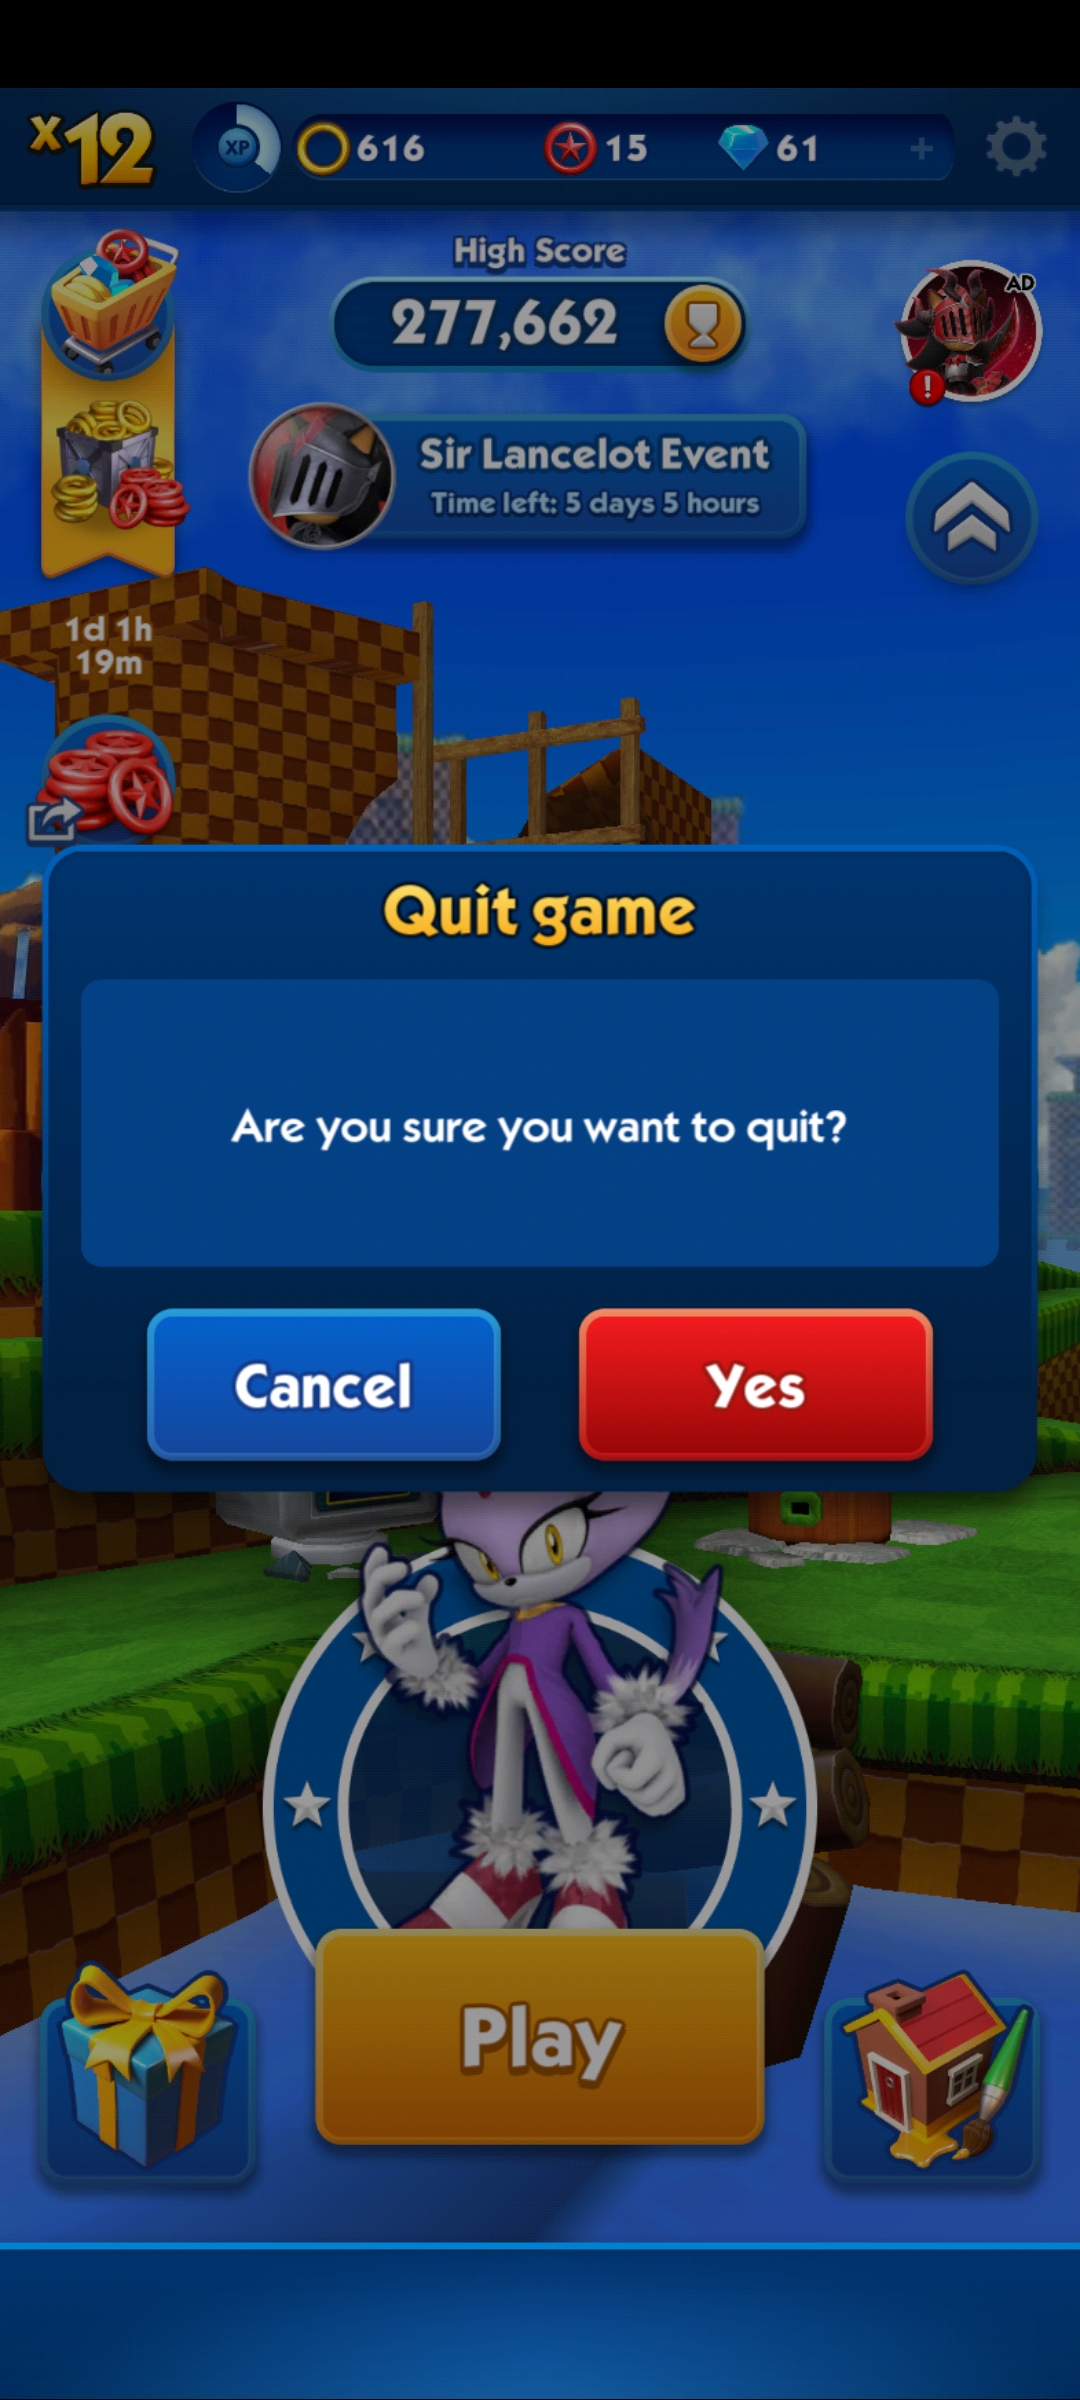 x12
XP
616
15
61
+
High Score
277,662
AD
!
Sir Lancelot Event
Time left: 5 days 5 hours
1d 1h
19m
Quit game
Are you sure you want to quit?
Cancel
Yes
Play